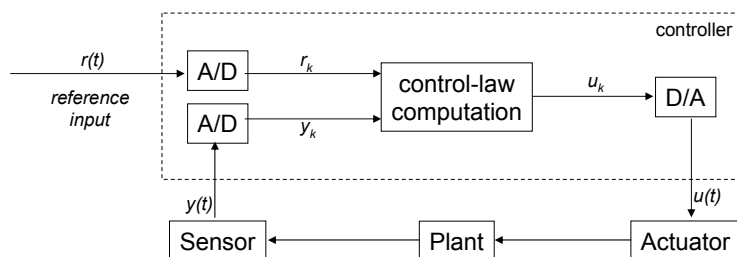 controller
r(t)
reference
input
A/D
r_k
A/D
y_k
control-law
computation
u_k
D/A
y(t)
u(t)
Sensor
Plant
Actuator